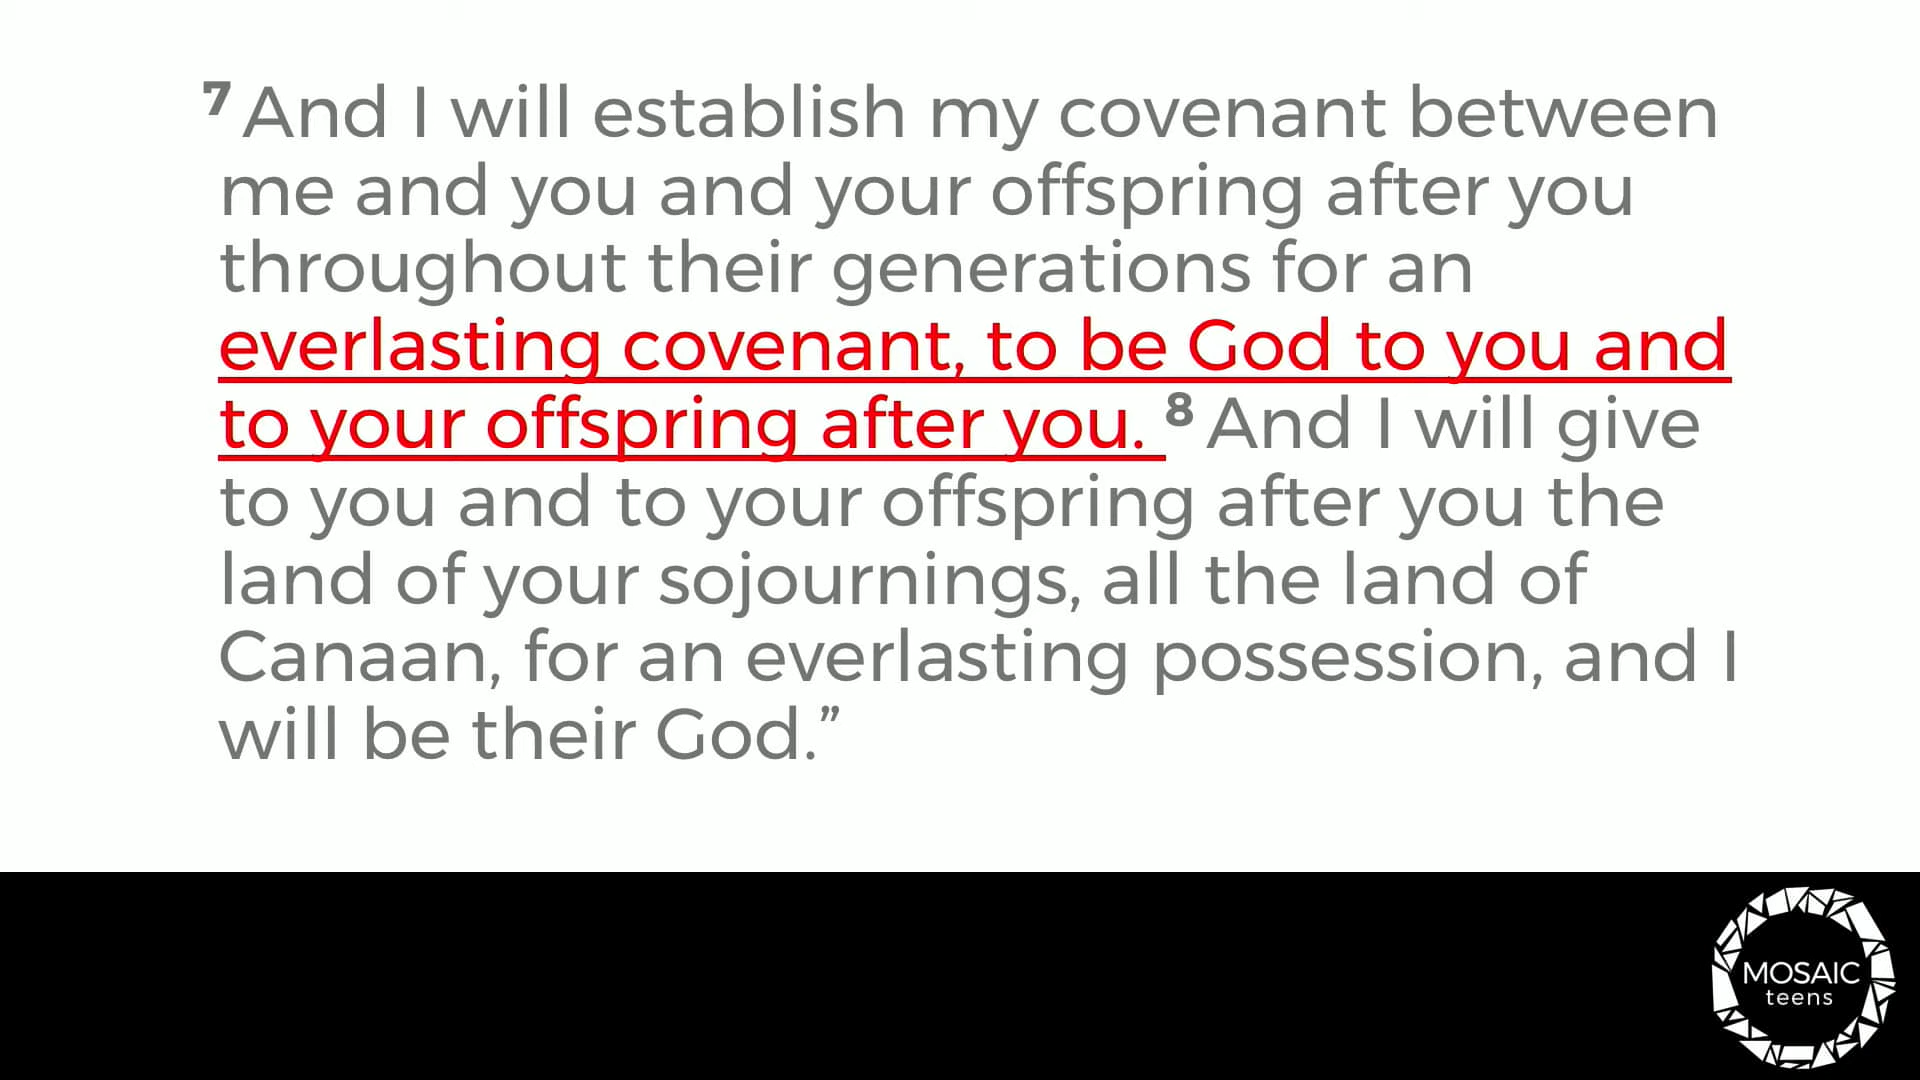 7 And I will establish my covenant between
me and you and your offspring after you
throughout their generations for an
everlasting covenant, to be God to you and
to your offspring after you. 8 And I will give
to you and to your offspring after you the
land of your sojournings, all the land of
Canaan, for an everlasting possession, and I
will be their God.”
MOSAIC
teens